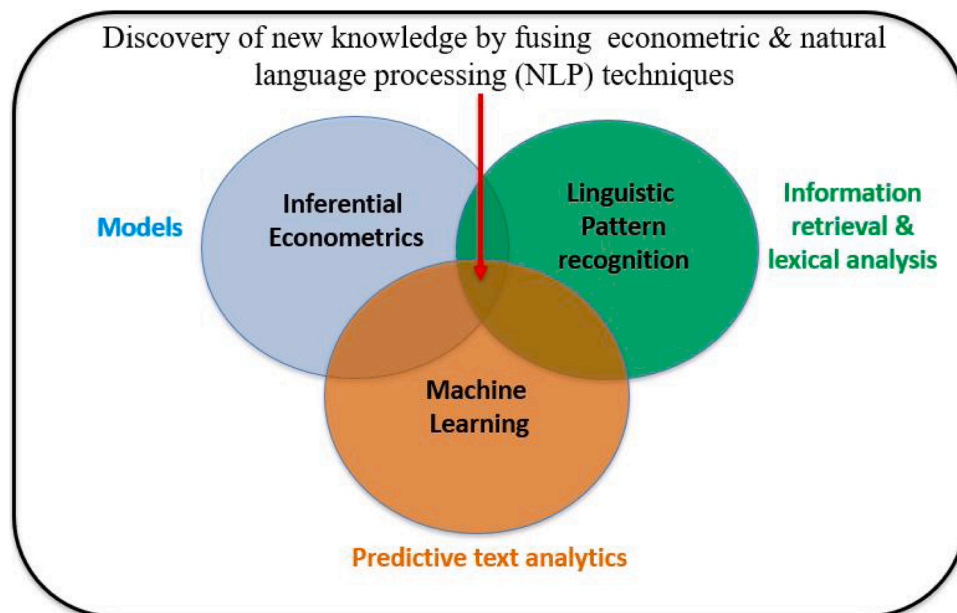 Discovery of new knowledge by fusing econometric & natural
language processing (NLP) techniques
Models
Inferential
Econometrics
Linguistic
Pattern
recognition
Information
retrieval &
lexical analysis
Machine
Learning
Predictive text analytics